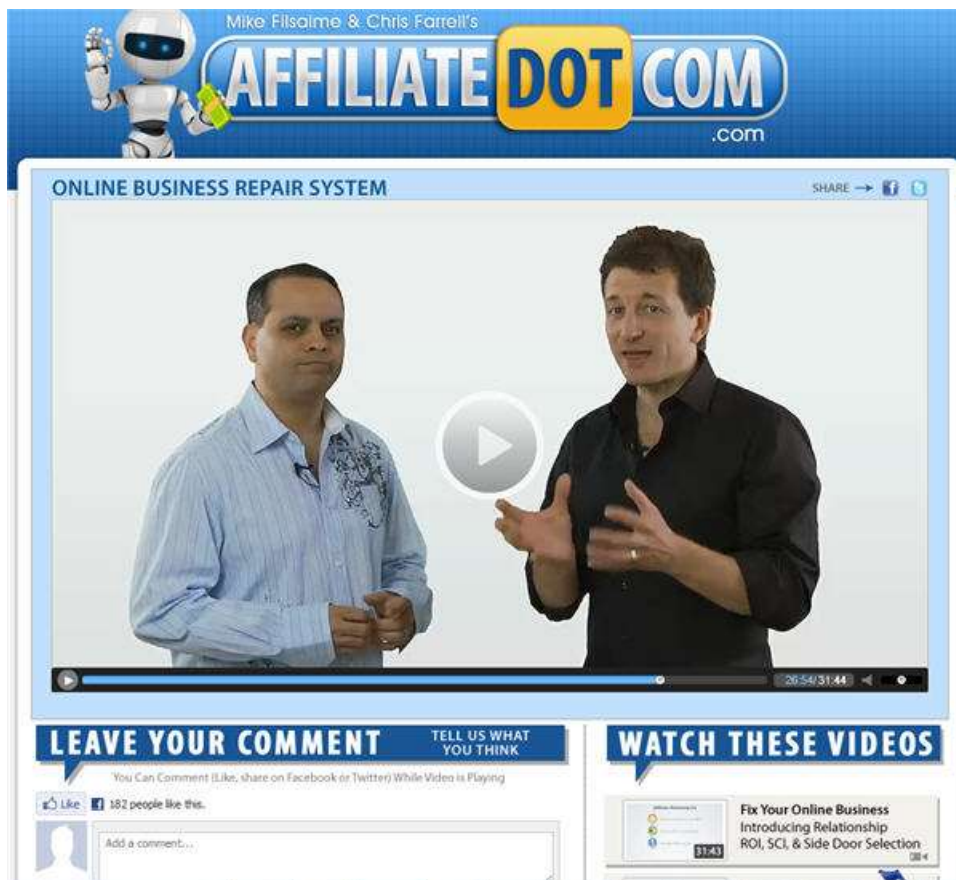 Mike Filsaime & Chris Farrell's
AFFILIATE DOT COM
.com
ONLINE BUSINESS REPAIR SYSTEM
SHARE
26:54/31:44
LEAVE YOUR COMMENT
TELL US WHAT
YOU THINK
You Can Comment (Like, share on Facebook or Twitter) While Video is Playing
Like
182 people like this.
Add a comment...
WATCH THESE VIDEOS
31:43
Fix Your Online Business
Introducing Relationship
ROI, SCI, & Side Door Selection